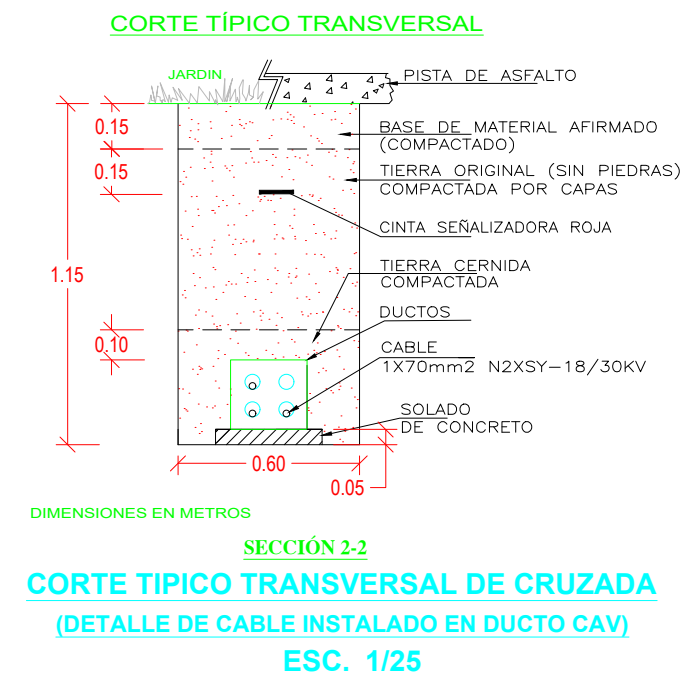 CORTE TÍPICO TRANSVERSAL
JARDIN
PISTA DE ASFALTO
0.15
BASE DE MATERIAL AFIRMADO
(COMPACTADO)
0.15
TIERRA ORIGINAL (SIN PIEDRAS)
COMPACTADA POR CAPAS
CINTA SEÑALIZADORA ROJA
1.15
TIERRA CERNIDA
COMPACTADA
DUCTOS
0.10
CABLE
1X70mm2 N2XSY-18/30KV
SOLADO
DE CONCRETO
0.60
0.05
DIMENSIONES EN METROS
SECCIÓN 2-2
CORTE TIPICO TRANSVERSAL DE CRUZADA
(DETALLE DE CABLE INSTALADO EN DUCTO CAV)
ESC. 1/25